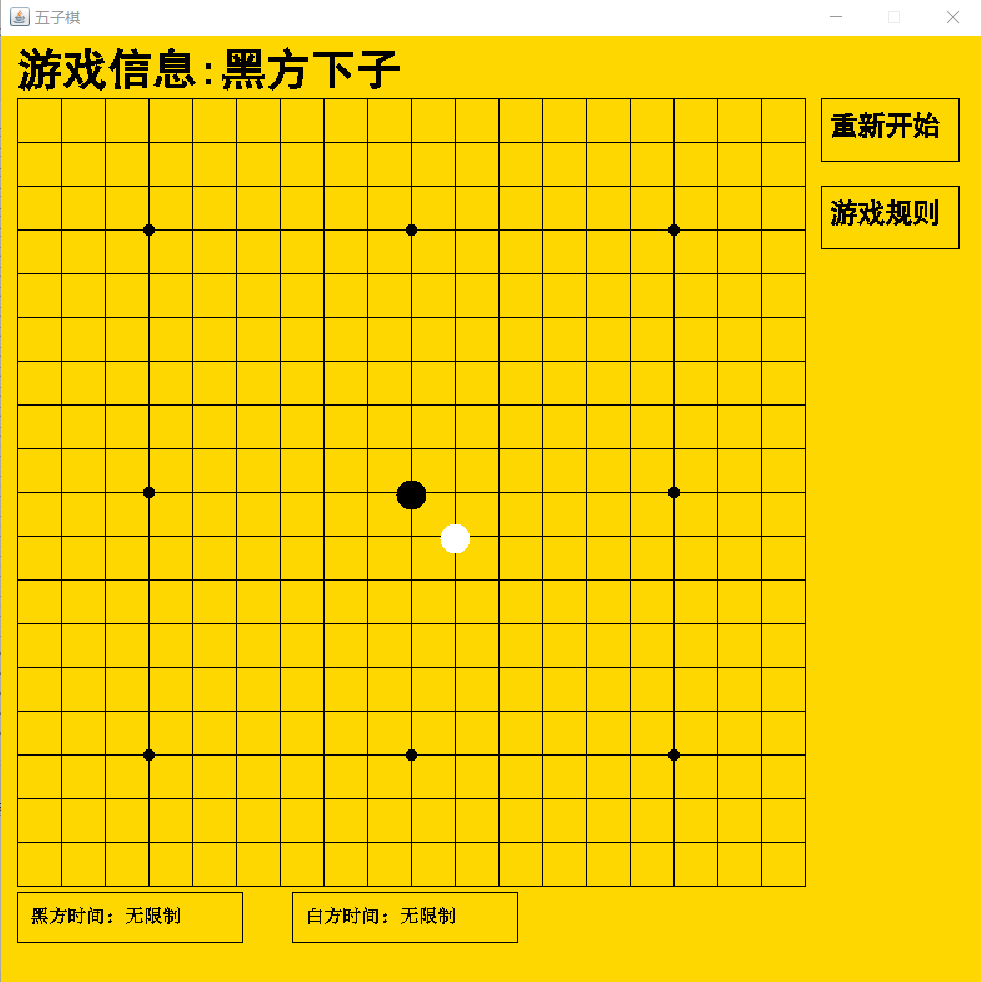 五子棋
游戏信息:黑方下子
重新开始
游戏规则
黑方时间：无限制
白方时间：无限制